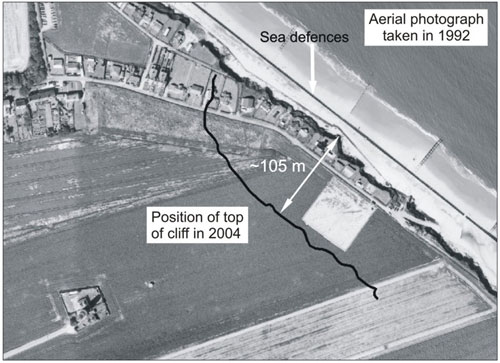 Aerial photograph
taken in 1992
Sea defences
~105 m
Position of top
of cliff in 2004